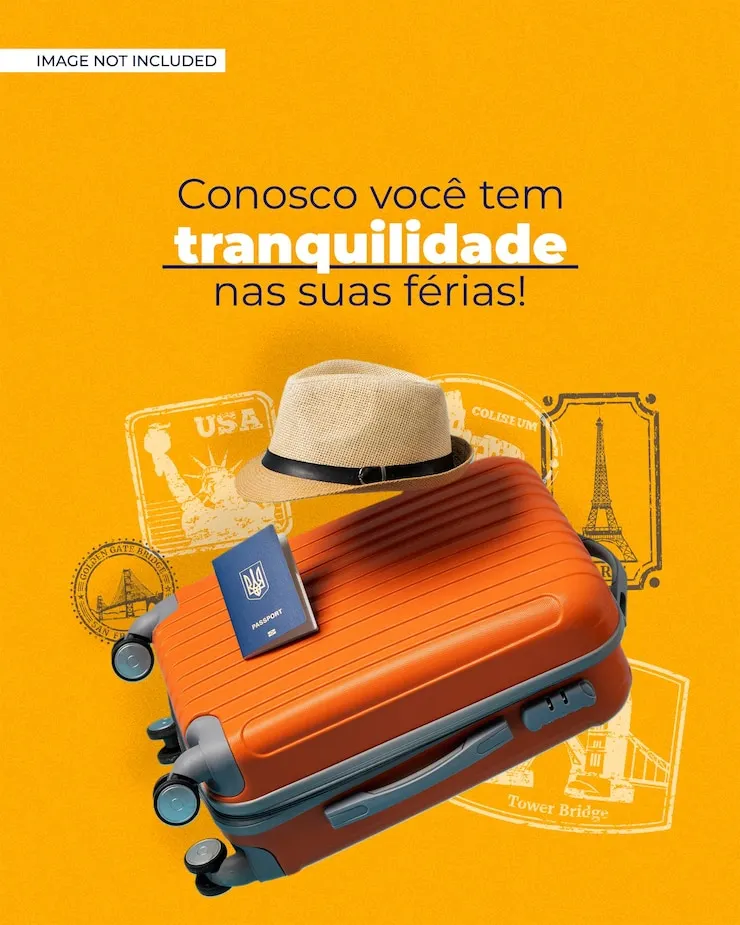 IMAGE NOT INCLUDED
Conosco você tem
tranquilidade
nas suas férias!
USA
COLISEUM
GOLDEN GATE BRIDGE
PASSPORT
Tower Bridge